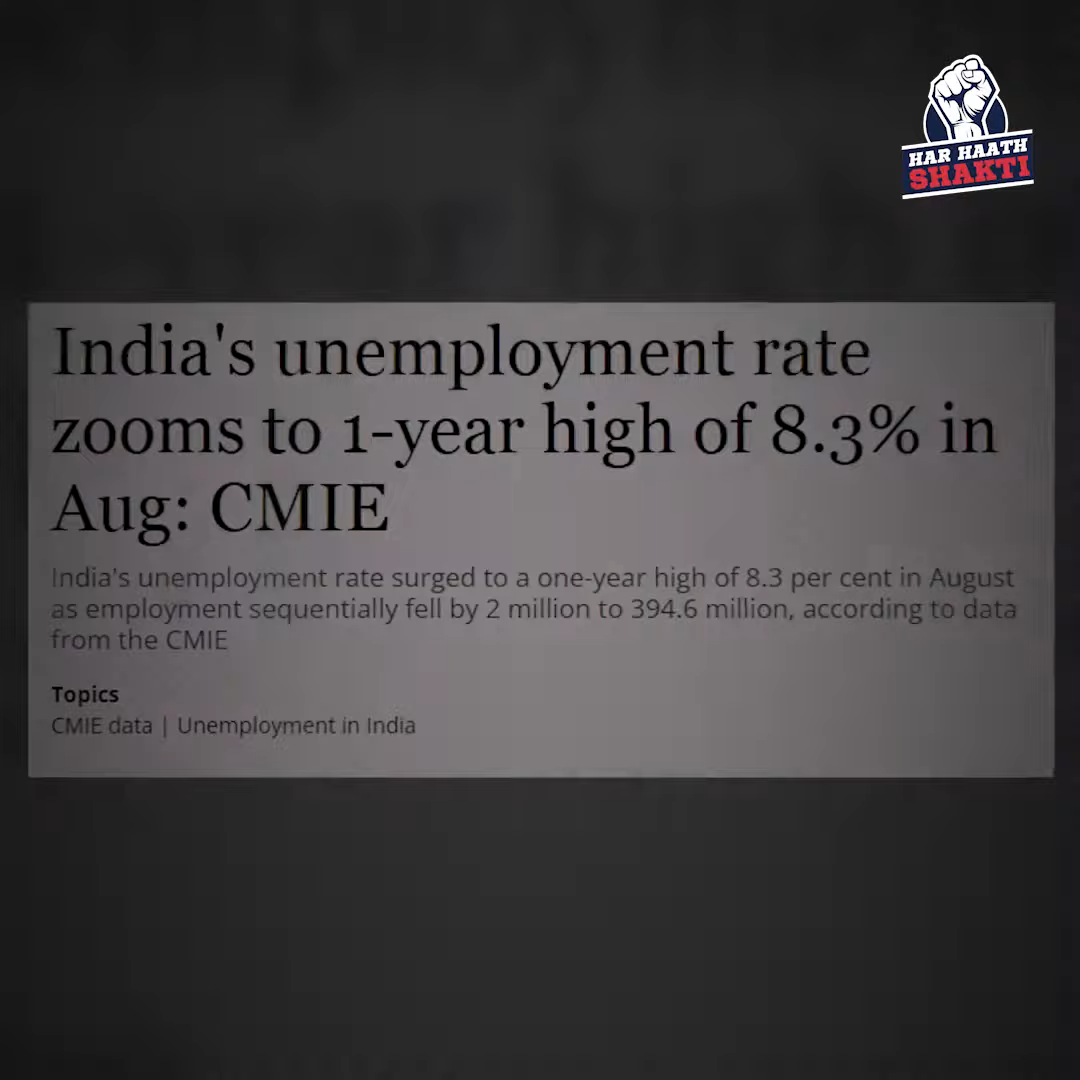 HAR HAATH
SHAKTI
India's unemployment rate
zooms to 1-year high of 8.3% in
Aug: CMIE
India's unemployment rate surged to a one-year high of 8.3 per cent in August
as employment sequentially fell by 2 million to 394.6 million, according to data
from the CMIE
Topics
CMIE data | Unemployment in India